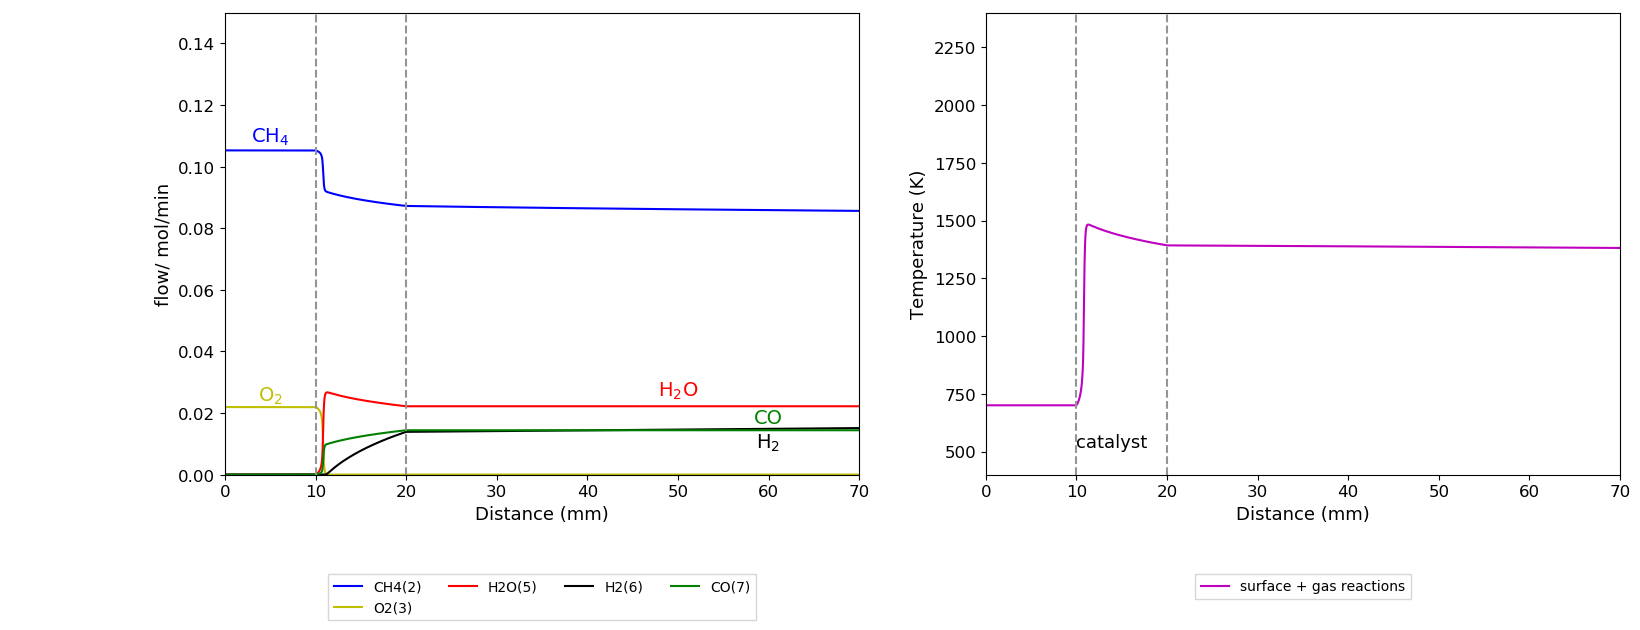 0.14
0.12
0.10
0.08
0.06
0.04
0.02
0.00
flow/ mol/min
CH₄
O₂
H₂O
CO
H₂
0 10 20 30 40 50 60 70
Distance (mm)
CH4(2) H2O(5) H2(6) CO(7)
O2(3)
2250
2000
1750
1500
1250
1000
750
500
Temperature (K)
catalyst
0 10 20 30 40 50 60 70
Distance (mm)
surface + gas reactions